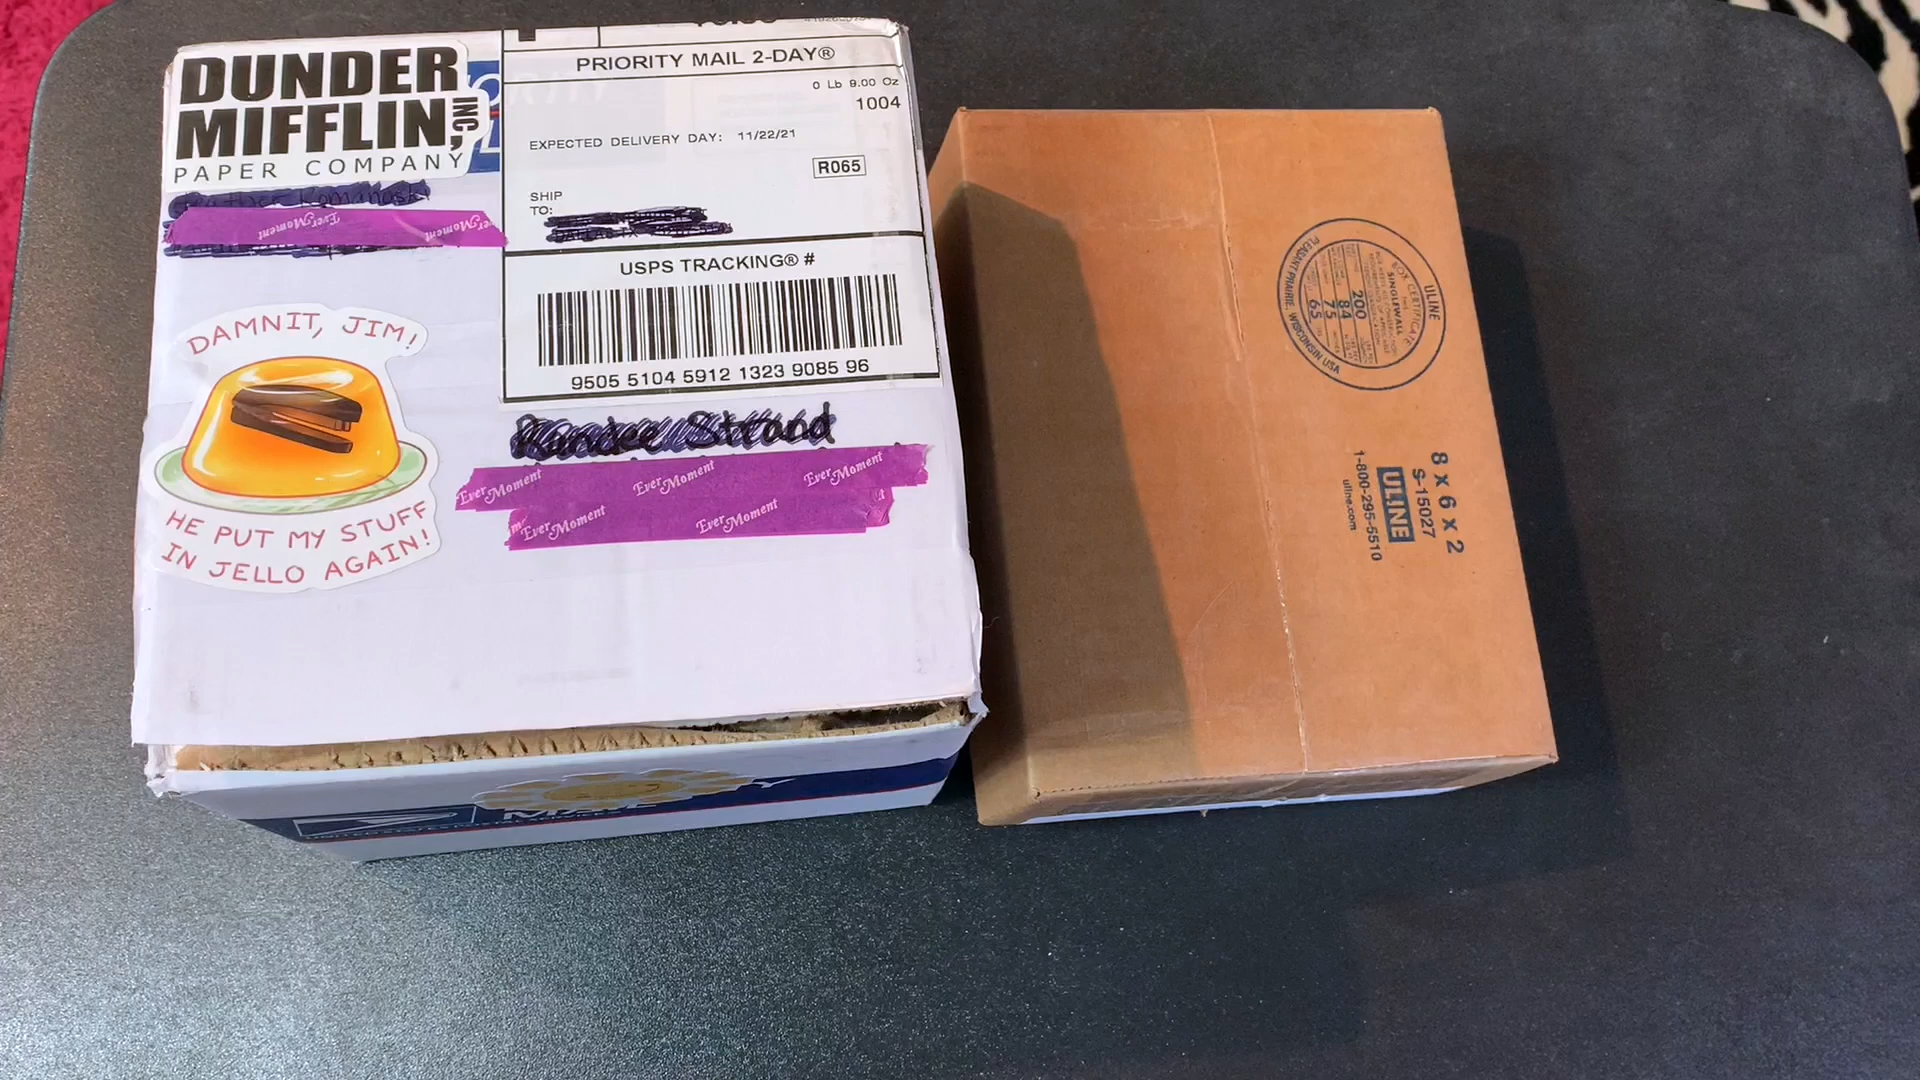 DUNDER
MIFFLIN,
INC,
PAPER COMPANY
PRIORITY MAIL 2-DAY®
0 Lb 9.00 Oz
1004
EXPECTED DELIVERY DAY: 11/22/21
R065
SHIP
TO:
USPS TRACKING® #
9505 5104 5912 1323 9085 96
EverMoment
EverMoment
DAMNIT, JIM!
HE PUT MY STUFF
IN JELLO AGAIN!
EverMoment EverMoment EverMoment
EverMoment EverMoment
ULINE
BOX CERTIFICATE
THIS
SINGLEWALL
200
84
75
65
PLEASANT PRAIRIE, WISCONSIN USA
8 x 6 x 2
S-15027
ULINE
1-800-295-5510
uline.com